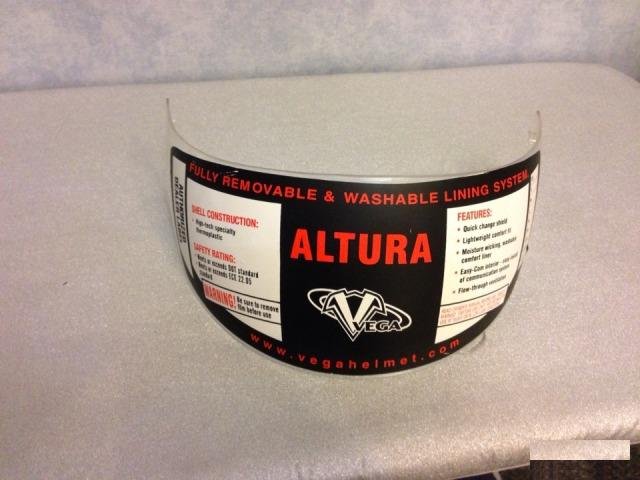 FULLY REMOVABLE & WASHABLE LINING SYSTEM
SHELL CONSTRUCTION:
• High-tech specialty
thermoplastic
SAFETY RATING:
• Meets or exceeds DOT standard
• Meets or exceeds ECE 22.05
standard
WARNING! Be sure to remove
film before use
ALTURA
VEGA
FEATURES:
• Quick change shield
• Lightweight comfort fit
• Moisture wicking, washable
comfort liner
• Easy-Com interior - easy
of communication system
• Flow-through ventilation
www.vegahelmet.com